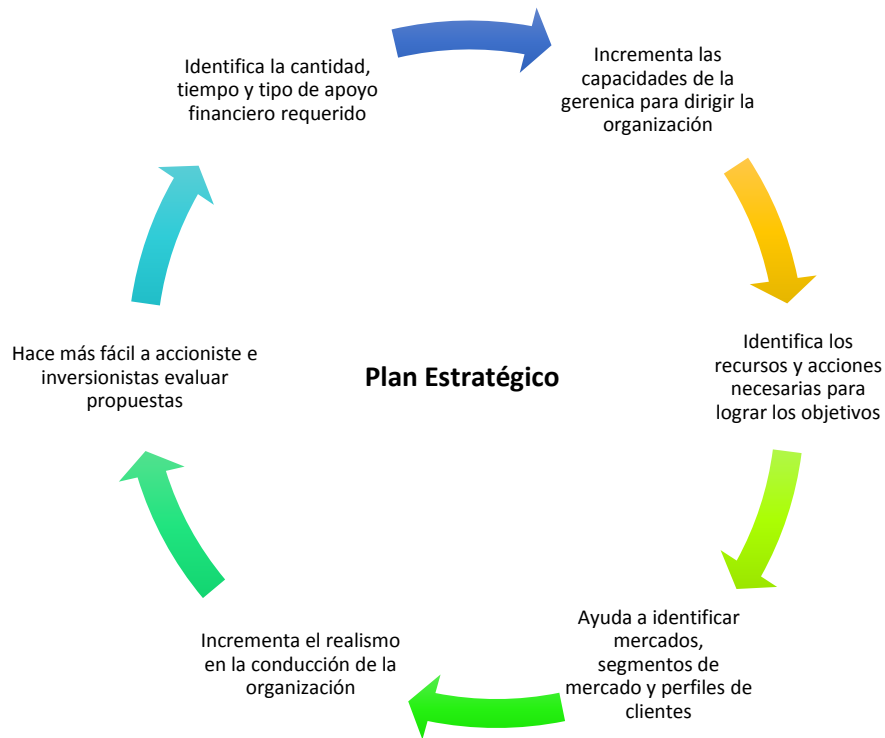 Identifica la cantidad,
tiempo y tipo de apoyo
financiero requerido
Incrementa las
capacidades de la
gerenica para dirigir la
organización
Identifica los
recursos y acciones
necesarias para
lograr los objetivos
Ayuda a identificar
mercados,
segmentos de
mercado y perfiles de
clientes
Incrementa el realismo
en la conducción de la
organización
Hace más fácil a accioniste e
inversionistas evaluar
propuestas
Plan Estratégico